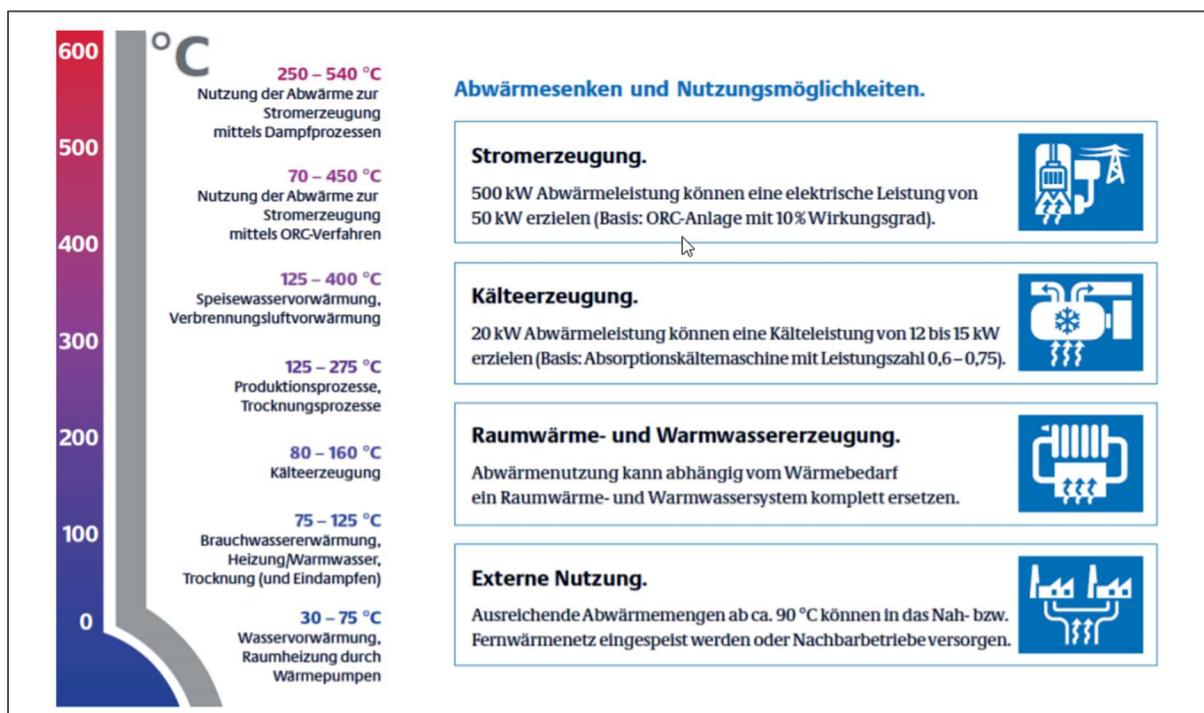 600
500
400
300
200
100
0
°C
250 – 540 °C
Nutzung der Abwärme zur
Stromerzeugung
mittels Dampfprozessen
70 – 450 °C
Nutzung der Abwärme zur
Stromerzeugung
mittels ORC-Verfahren
125 – 400 °C
Speisewasservorwärmung,
Verbrennungsluftvorwärmung
125 – 275 °C
Produktionsprozesse,
Trocknungsprozesse
80 – 160 °C
Kälteerzeugung
75 – 125 °C
Brauchwassererwärmung,
Heizung/Warmwasser,
Trocknung (und Eindampfen)
30 – 75 °C
Wasservorwärmung,
Raumheizung durch
Wärmepumpen
Abwärmesenken und Nutzungsmöglichkeiten.
Stromerzeugung.
500 kW Abwärmeleistung können eine elektrische Leistung von
50 kW erzielen (Basis: ORC-Anlage mit 10 % Wirkungsgrad).
Kälteerzeugung.
20 kW Abwärmeleistung können eine Kälteleistung von 12 bis 15 kW
erzielen (Basis: Absorptionskältemaschine mit Leistungszahl 0,6 – 0,75).
Raumwärme- und Warmwassererzeugung.
Abwärmenutzung kann abhängig vom Wärmebedarf
ein Raumwärme- und Warmwassersystem komplett ersetzen.
Externe Nutzung.
Ausreichende Abwärmemengen ab ca. 90 °C können in das Nah- bzw.
Fernwärmenetz eingespeist werden oder Nachbarbetriebe versorgen.